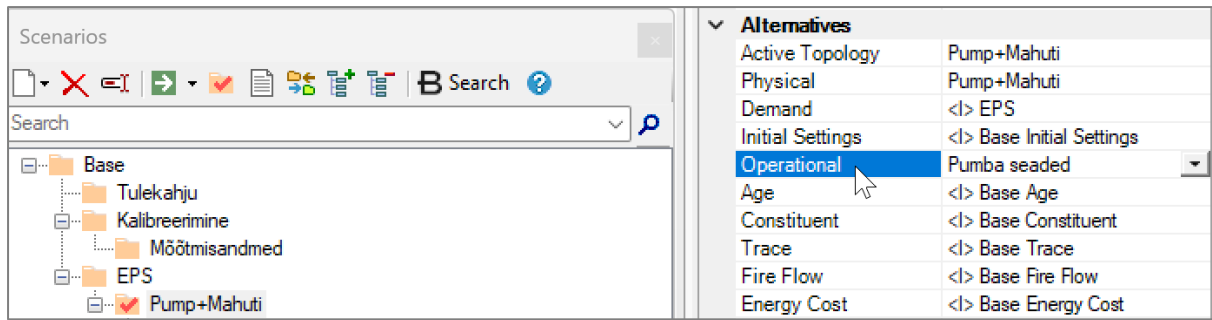 Scenarios
Search
Search
Base
Tulekahju
Kalibreerimine
Mõõtmisandmed
EPS
Pump+Mahuti
Alternatives
Active Topology Pump+Mahuti
Physical Pump+Mahuti
Demand <I> EPS
Initial Settings <I> Base Initial Settings
Operational Pumba seaded
Age <I> Base Age
Constituent <I> Base Constituent
Trace <I> Base Trace
Fire Flow <I> Base Fire Flow
Energy Cost <I> Base Energy Cost